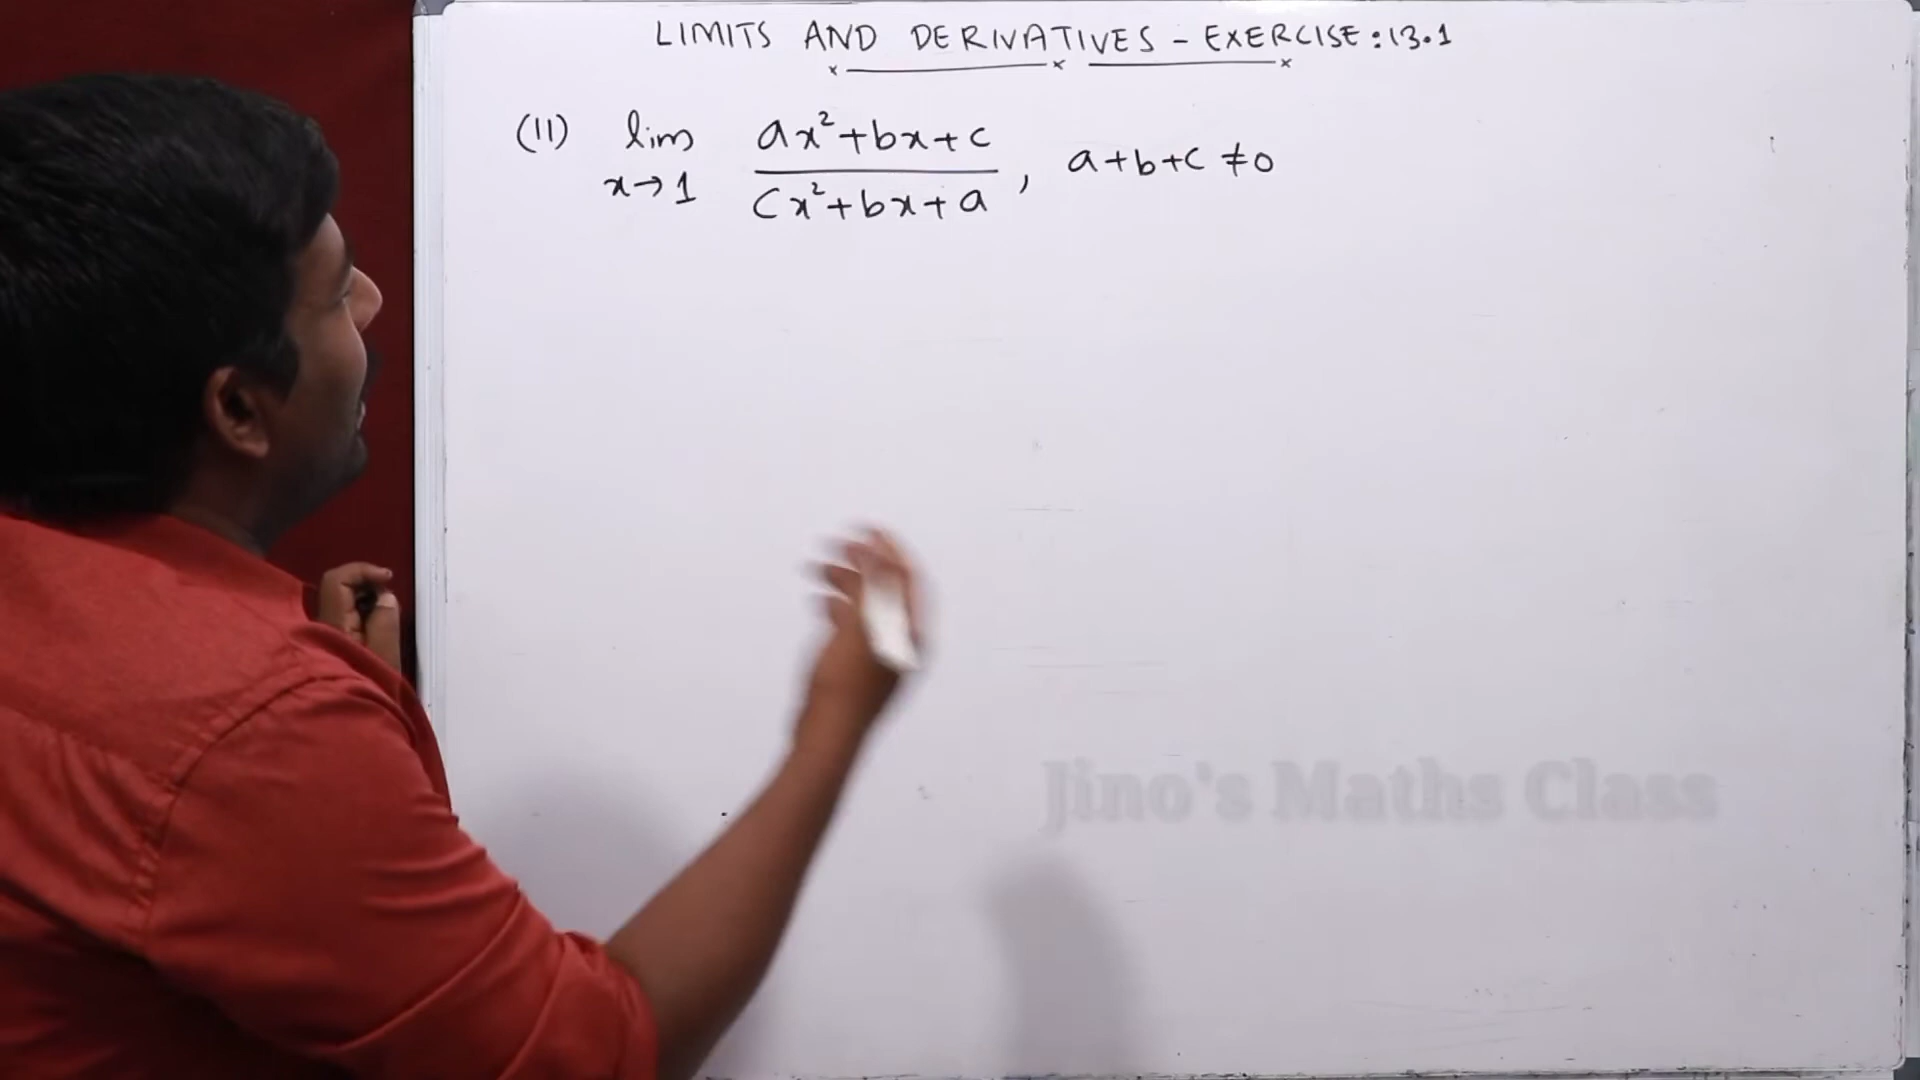 LIMITS AND DERIVATIVES - EXERCISE: 13.1
(11) lim x→1 (ax²+bx+c)/(cx²+bx+a), a+b+c ≠ 0
Jino's Maths Class